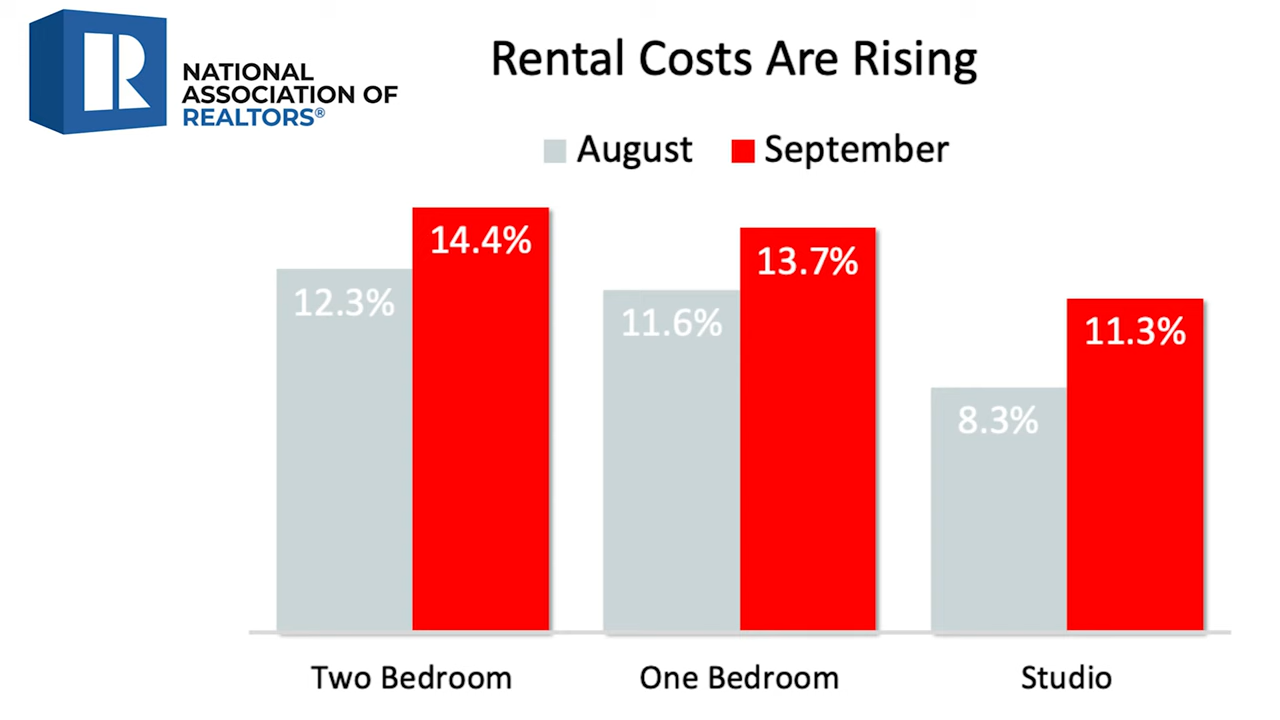 R
NATIONAL
ASSOCIATION OF
REALTORS®
Rental Costs Are Rising
August September
14.4%
12.3%
13.7%
11.6%
11.3%
8.3%
Two Bedroom One Bedroom Studio